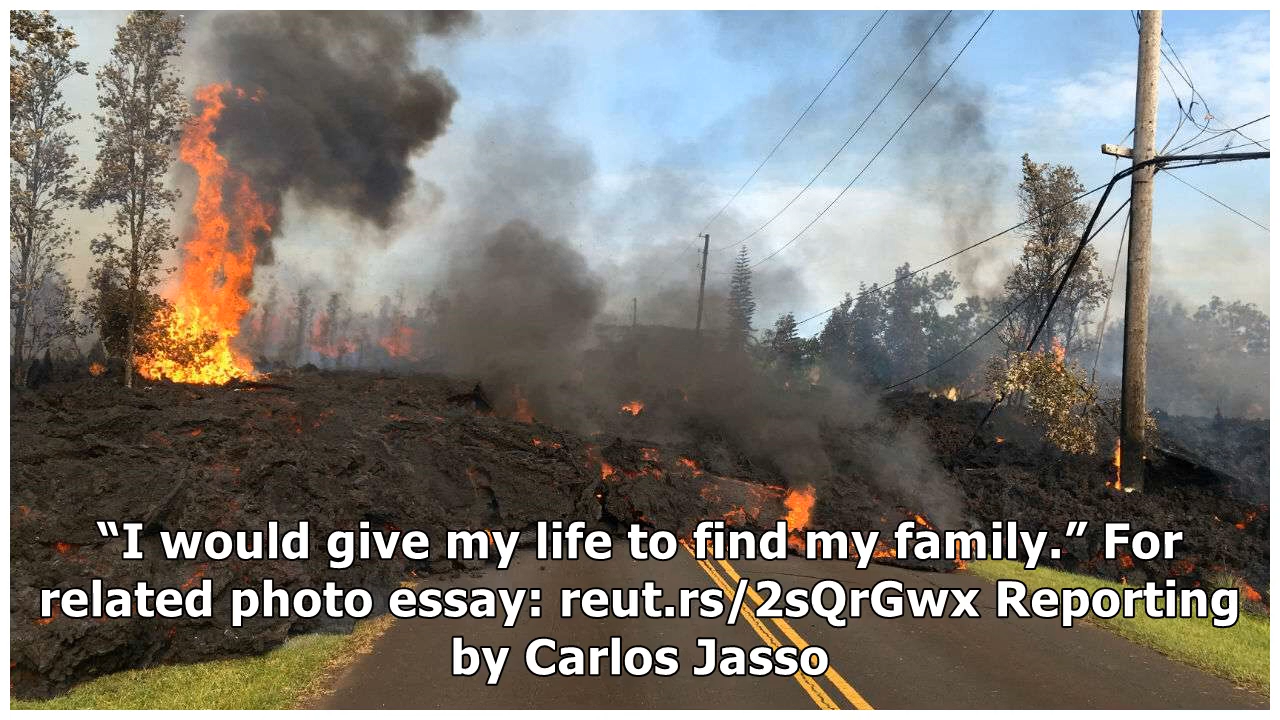 “I would give my life to find my family.” For
related photo essay: reut.rs/2sQrGwx Reporting
by Carlos Jasso